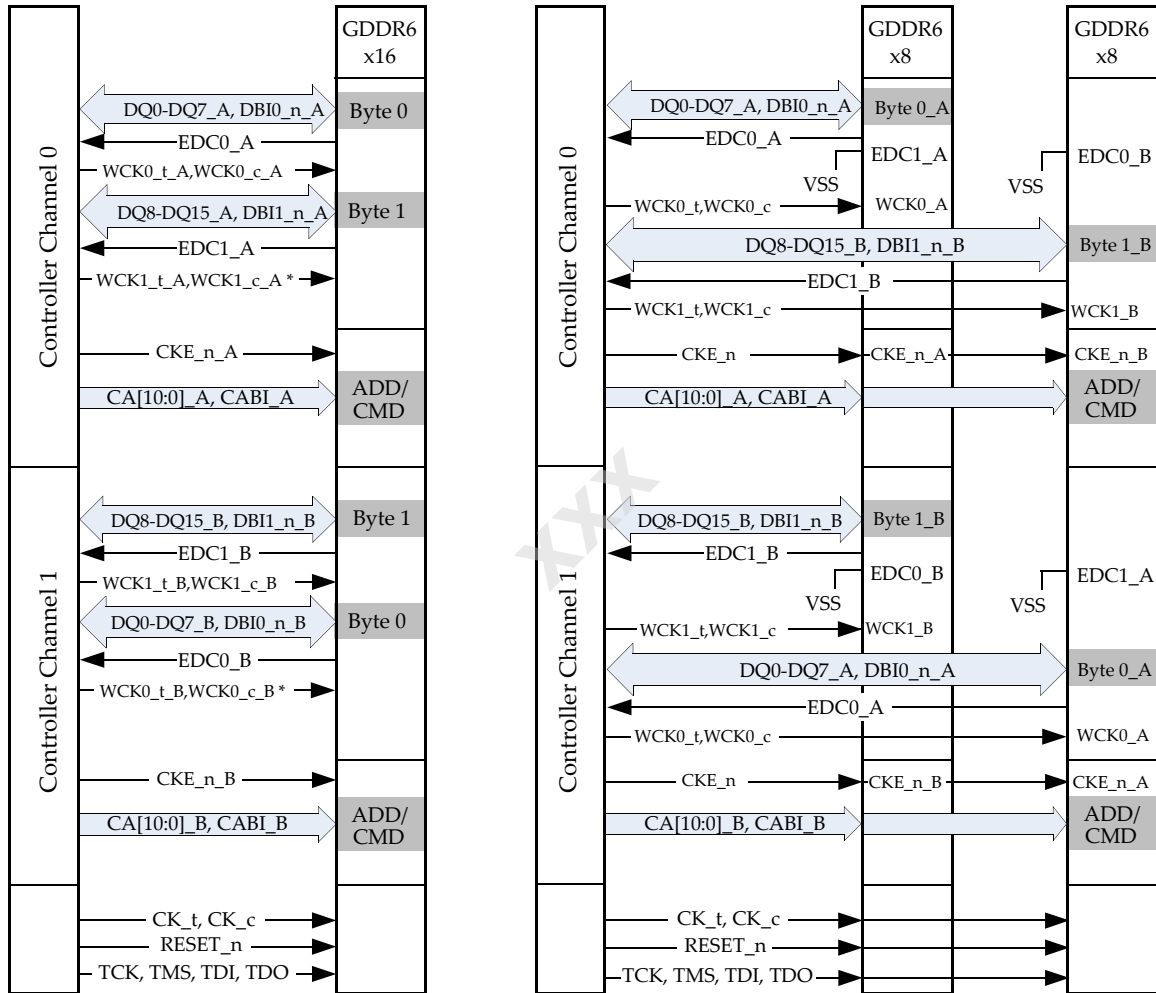 GDDR6
x16
Controller Channel 0
DQ0-DQ7_A, DBI0_n_A
Byte 0
EDC0_A
WCK0_t_A,WCK0_c_A
DQ8-DQ15_A, DBI1_n_A
Byte 1
EDC1_A
WCK1_t_A,WCK1_c_A *
CKE_n_A
CA[10:0]_A, CABI_A
ADD/
CMD
Controller Channel 1
DQ8-DQ15_B, DBI1_n_B
Byte 1
EDC1_B
WCK1_t_B,WCK1_c_B
DQ0-DQ7_B, DBI0_n_B
Byte 0
EDC0_B
WCK0_t_B,WCK0_c_B *
CKE_n_B
CA[10:0]_B, CABI_B
ADD/
CMD
CK_t, CK_c
RESET_n
TCK, TMS, TDI, TDO
GDDR6
x8
GDDR6
x8
Controller Channel 0
DQ0-DQ7_A, DBI0_n_A
Byte 0_A
EDC0_A
EDC1_A
VSS
EDC0_B
VSS
WCK0_t,WCK0_c
WCK0_A
DQ8-DQ15_B, DBI1_n_B
Byte 1_B
EDC1_B
WCK1_t,WCK1_c
WCK1_B
CKE_n
CKE_n_A
CKE_n_B
CA[10:0]_A, CABI_A
ADD/
CMD
xxx
Controller Channel 1
DQ8-DQ15_B, DBI1_n_B
Byte 1_B
EDC1_B
EDC0_B
VSS
EDC1_A
VSS
WCK1_t,WCK1_c
WCK1_B
DQ0-DQ7_A, DBI0_n_A
Byte 0_A
EDC0_A
WCK0_t,WCK0_c
WCK0_A
CKE_n
CKE_n_B
CKE_n_A
CA[10:0]_B, CABI_B
ADD/
CMD
CK_t, CK_c
RESET_n
TCK, TMS, TDI, TDO